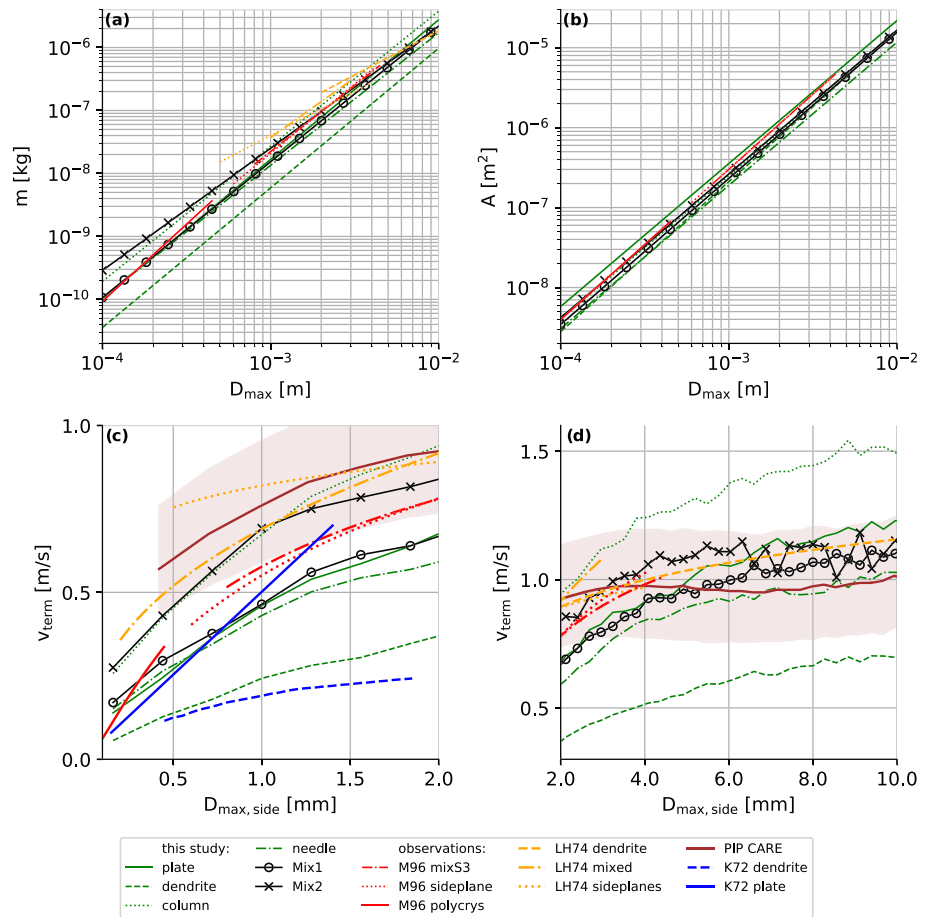 (a)
10⁻⁶
10⁻⁷
10⁻⁸
10⁻⁹
10⁻¹⁰
m [kg]
10⁻⁴
10⁻³
10⁻²
D_max [m]
(b)
10⁻⁵
10⁻⁶
10⁻⁷
10⁻⁸
A [m²]
10⁻⁴
10⁻³
10⁻²
D_max [m]
(c)
1.0
0.5
0.0
v_term [m/s]
0.5
1.0
1.5
2.0
D_max, side [mm]
(d)
1.5
1.0
0.5
v_term [m/s]
2.0
4.0
6.0
8.0
10.0
D_max, side [mm]
this study:
plate
dendrite
column
needle
Mix1
Mix2
observations:
M96 mixS3
M96 sideplane
M96 polycrys
LH74 dendrite
LH74 mixed
LH74 sideplanes
PIP CARE
K72 dendrite
K72 plate